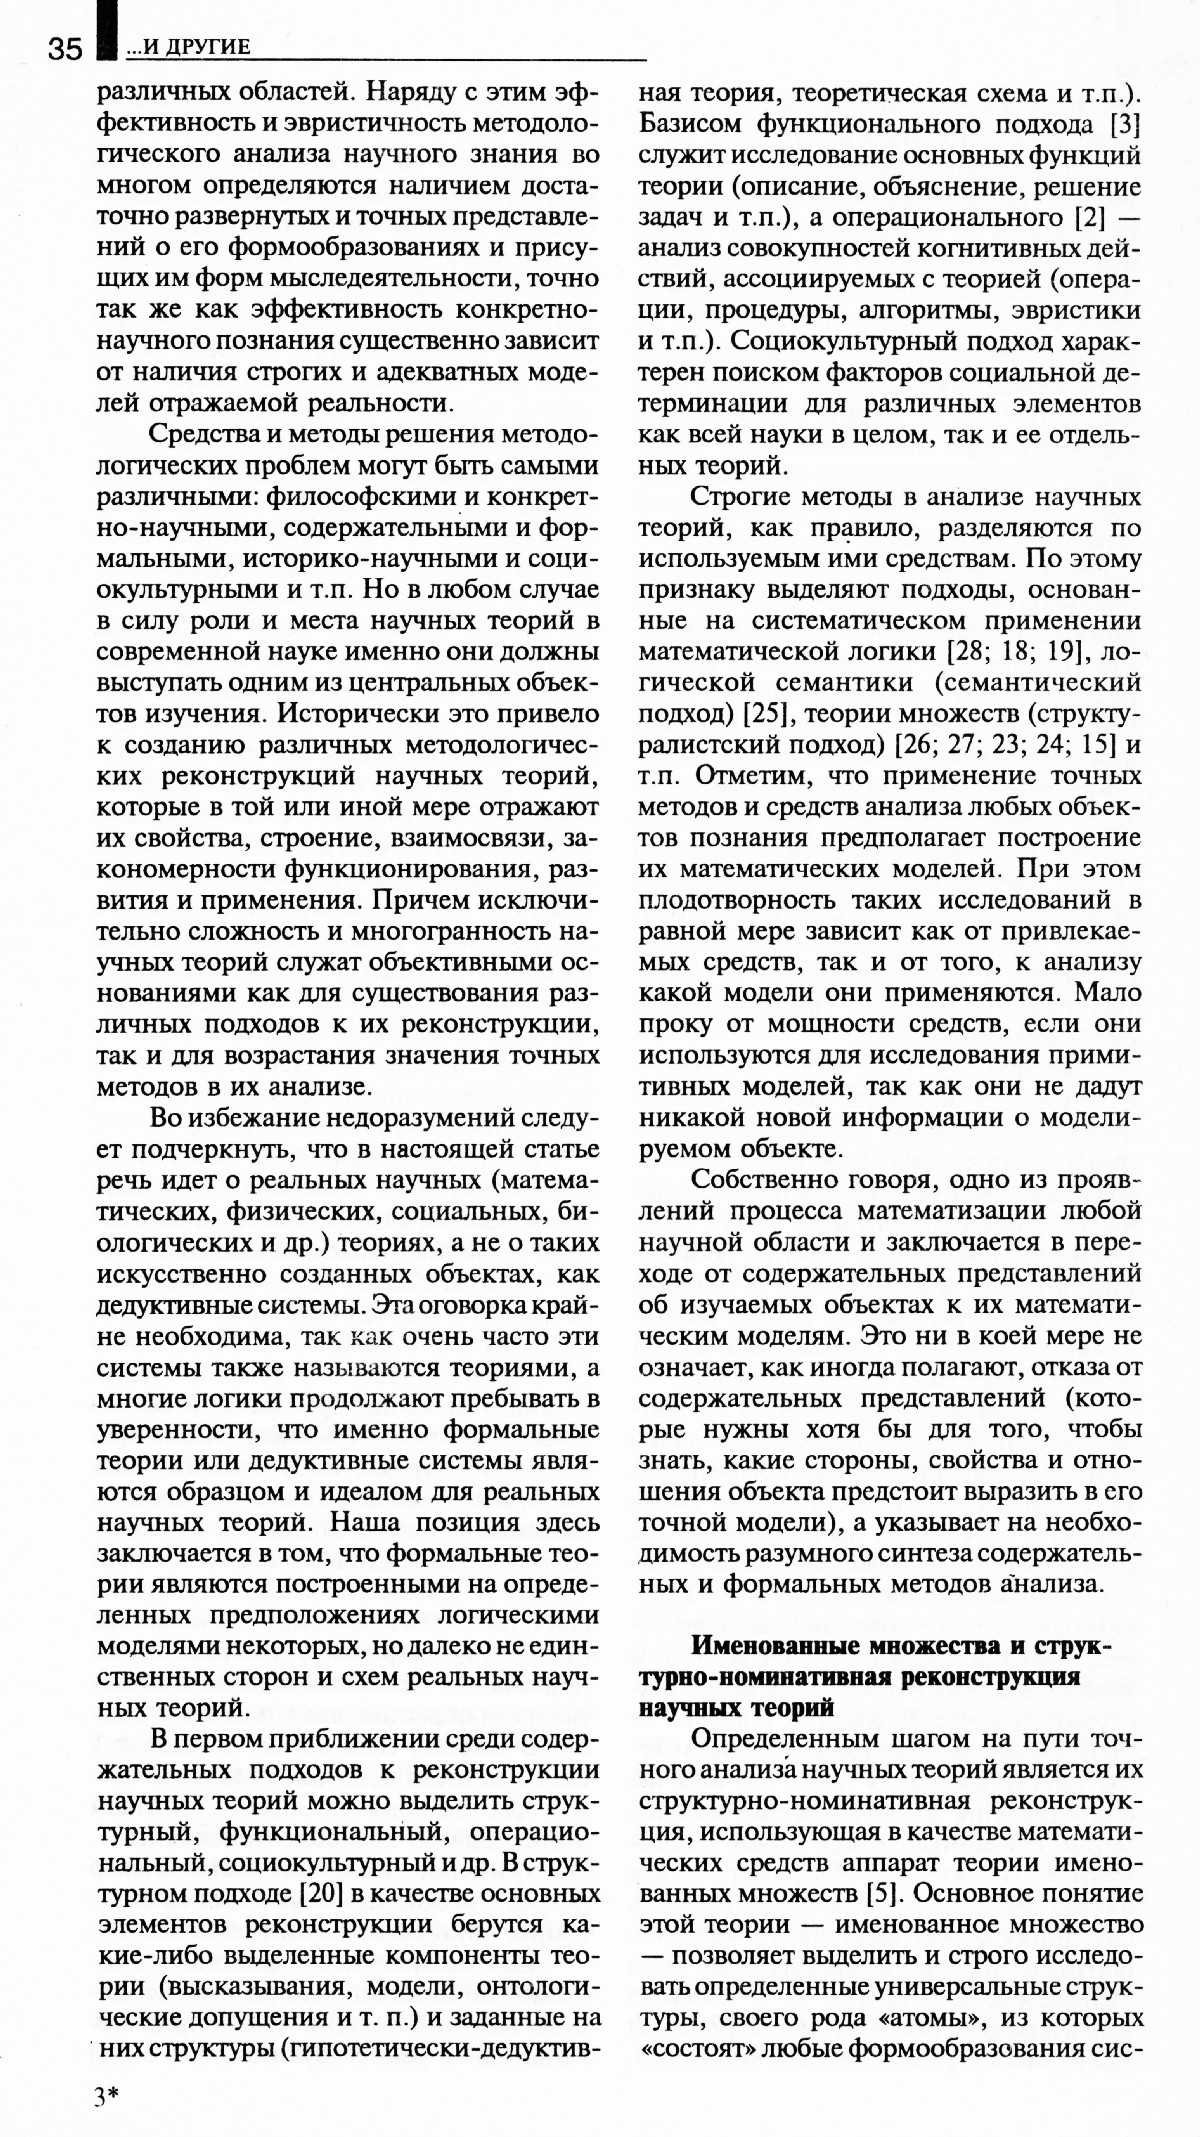 35
...И ДРУГИЕ
различных областей. Наряду с этим эф-
фективность и эвристичность методоло-
гического анализа научного знания во
многом определяются наличием доста-
точно развернутых и точных представле-
ний о его формообразованиях и прису-
щих им форм мыследеятельности, точно
так же как эффективность конкретно-
научного познания существенно зависит
от наличия строгих и адекватных моде-
лей отражаемой реальности.
Средства и методы решения методо-
логических проблем могут быть самыми
различными: философскими и конкрет-
но-научными, содержательными и фор-
мальными, историко-научными и соци-
окультурными и т.п. Но в любом случае
в силу роли и места научных теорий в
современной науке именно они должны
выступать одним из центральных объек-
тов изучения. Исторически это привело
к созданию различных методологичес-
ких реконструкций научных теорий,
которые в той или иной мере отражают
их свойства, строение, взаимосвязи, за-
кономерности функционирования, раз-
вития и применения. Причем исключи-
тельно сложность и многогранность на-
учных теорий служат объективными ос-
нованиями как для существования раз-
личных подходов к их реконструкции,
так и для возрастания значения точных
методов в их анализе.
Во избежание недоразумений следу-
ет подчеркнуть, что в настоящей статье
речь идет о реальных научных (матема-
тических, физических, социальных, би-
ологических и др.) теориях, а не о таких
искусственно созданных объектах, как
дедуктивные системы. Эта оговорка край-
не необходима, так как очень часто эти
системы также называются теориями, а
многие логики продолжают пребывать в
уверенности, что именно формальные
теории или дедуктивные системы явля-
ются образцом и идеалом для реальных
научных теорий. Наша позиция здесь
заключается в том, что формальные тео-
рии являются построенными на опреде-
ленных предположениях логическими
моделями некоторых, но далеко не един-
ственных сторон и схем реальных науч-
ных теорий.
В первом приближении среди содер-
жательных подходов к реконструкции
научных теорий можно выделить струк-
турный, функциональный, операцио-
нальный, социокультурный и др. В струк-
турном подходе [20] в качестве основных
элементов реконструкции берутся ка-
кие-либо выделенные компоненты тео-
рии (высказывания, модели, онтологи-
ческие допущения и т. п.) и заданные на
них структуры (гипотетически-дедуктив-
3*
ная теория, теоретическая схема и т.п.).
Базисом функционального подхода [3]
служит исследование основных функций
теории (описание, объяснение, решение
задач и т.п.), а операционального [2] —
анализ совокупностей когнитивных дей-
ствий, ассоциируемых с теорией (опера-
ции, процедуры, алгоритмы, эвристики
и т.п.). Социокультурный подход харак-
терен поиском факторов социальной де-
терминации для различных элементов
как всей науки в целом, так и ее отдель-
ных теорий.
Строгие методы в анализе научных
теорий, как правило, разделяются по
используемым ими средствам. По этому
признаку выделяют подходы, основан-
ные на систематическом применении
математической логики [28; 18; 19], ло-
гической семантики (семантический
подход) [25], теории множеств (структу-
ралистский подход) [26; 27; 23; 24; 15] и
т.п. Отметим, что применение точных
методов и средств анализа любых объек-
тов познания предполагает построение
их математических моделей. При этом
плодотворность таких исследований в
равной мере зависит как от привлекае-
мых средств, так и от того, к анализу
какой модели они применяются. Мало
проку от мощности средств, если они
используются для исследования прими-
тивных моделей, так как они не дадут
никакой новой информации о модели-
руемом объекте.
Собственно говоря, одно из прояв-
лений процесса математизации любой
научной области и заключается в пере-
ходе от содержательных представлений
об изучаемых объектах к их математи-
ческим моделям. Это ни в коей мере не
означает, как иногда полагают, отказа от
содержательных представлений (кото-
рые нужны хотя бы для того, чтобы
знать, какие стороны, свойства и отно-
шения объекта предстоит выразить в его
точной модели), а указывает на необхо-
димость разумного синтеза содержатель-
ных и формальных методов анализа.
Именованные множества и струк-
турно-номинативная реконструкция
научных теорий
Определенным шагом на пути точ-
ного анализа научных теорий является их
структурно-номинативная реконструк-
ция, использующая в качестве математи-
ческих средств аппарат теории имено-
ванных множеств [5]. Основное понятие
этой теории — именованное множество
— позволяет выделить и строго исследо-
вать определенные универсальные струк-
туры, своего рода «атомы», из которых
«состоят» любые формообразования сис-